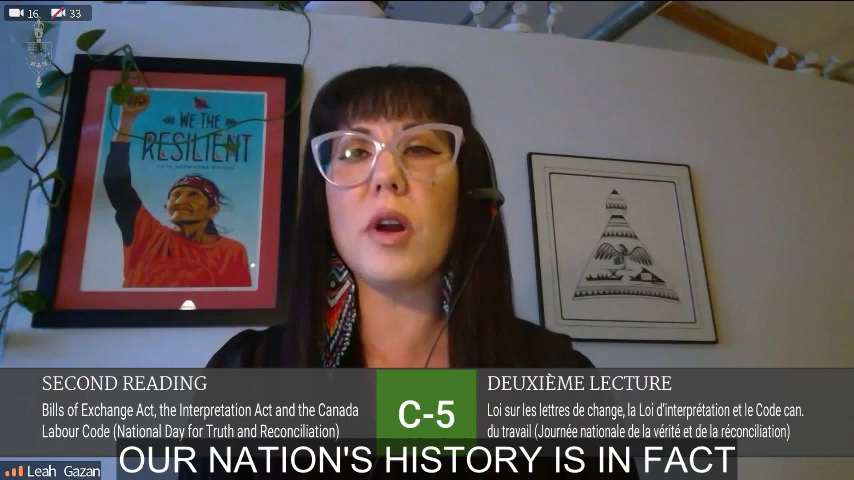 16 33
WE THE
RESILIENT
SECOND READING
Bills of Exchange Act, the Interpretation Act and the Canada
Labour Code (National Day for Truth and Reconciliation)
C-5
DEUXIÈME LECTURE
Loi sur les lettres de change, la Loi d'interprétation et le Code can.
du travail (Journée nationale de la vérité et de la réconciliation)
Leah Gazan
OUR NATION'S HISTORY IS IN FACT